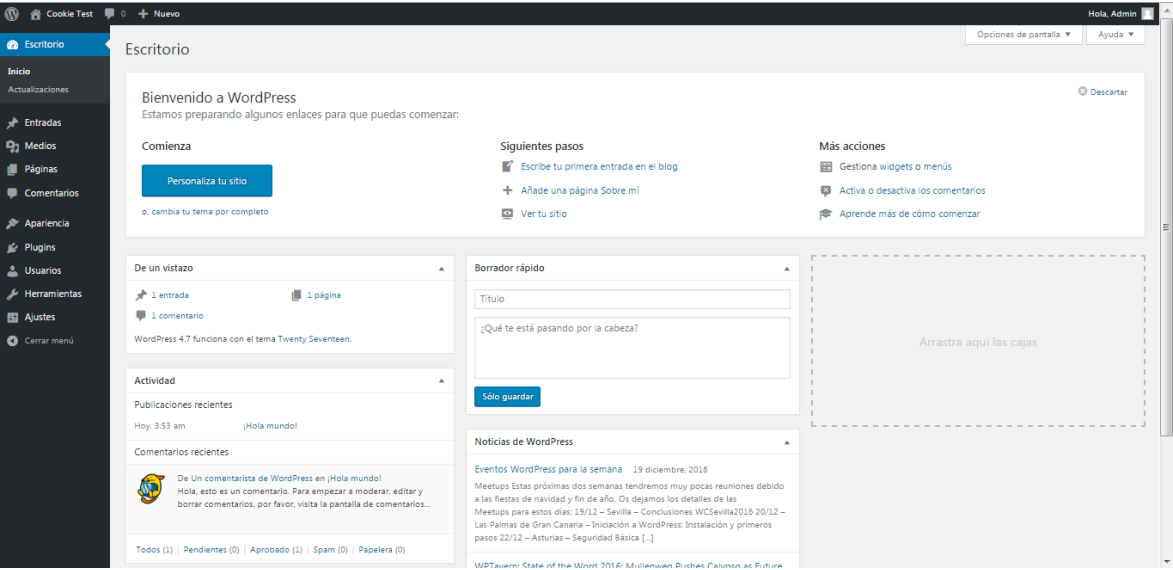 Cookie Test 0 Nuevo Hola, Admin
Opciones de pantalla Ayuda
Escritorio
Inicio
Actualizaciones
Entradas
Medios
Páginas
Comentarios
Apariencia
Plugins
Usuarios
Herramientas
Ajustes
Cerrar menú
Escritorio
Bienvenido a WordPress
Descartar
Estamos preparando algunos enlaces para que puedas comenzar:
Comienza
Personaliza tu sitio
o, cambia tu tema por completo
Siguientes pasos
Escribe tu primera entrada en el blog
Añade una página Sobre mí
Ver tu sitio
Más acciones
Gestiona widgets o menús
Activa o desactiva los comentarios
Aprende más de cómo comenzar
De un vistazo
1 entrada 1 página
1 comentario
WordPress 4.7 funciona con el tema Twenty Seventeen.
Actividad
Publicaciones recientes
Hoy, 3:53 am ¡Hola mundo!
Comentarios recientes
De Un comentarista de WordPress en ¡Hola mundo!
Hola, esto es un comentario. Para empezar a moderar, editar y
borrar comentarios, por favor, visita la pantalla de comentarios...
Todos (1) | Pendientes (0) | Aprobado (1) | Spam (0) | Papelera (0)
Borrador rápido
Título
¿Qué te está pasando por la cabeza?
Sólo guardar
Noticias de WordPress
Eventos WordPress para la semana 19 diciembre, 2016
Meetups Estas próximas dos semanas tendremos muy pocas reuniones debido
a las fiestas de navidad y fin de año. Os dejamos los detalles de las
Meetups para estos días: 19/12 – Sevilla – Conclusiones WCSevilla2016 20/12 –
Las Palmas de Gran Canaria – Iniciación a WordPress: Instalación y primeros
pasos 22/12 – Asturias – Seguridad Básica [...]
WPTavern: State of the Word 2016: Mullenweg Pushes Calypso as Future
Arrastra aquí las cajas